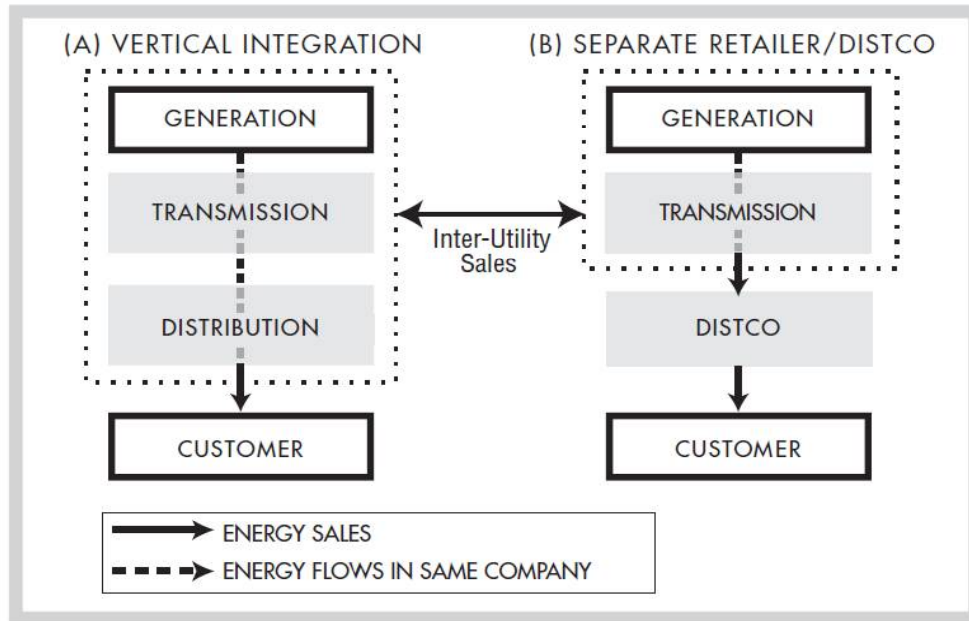 (A) VERTICAL INTEGRATION
GENERATION
TRANSMISSION
DISTRIBUTION
CUSTOMER
Inter-Utility
Sales
(B) SEPARATE RETAILER/DISTCO
GENERATION
TRANSMISSION
DISTCO
CUSTOMER
ENERGY SALES
ENERGY FLOWS IN SAME COMPANY